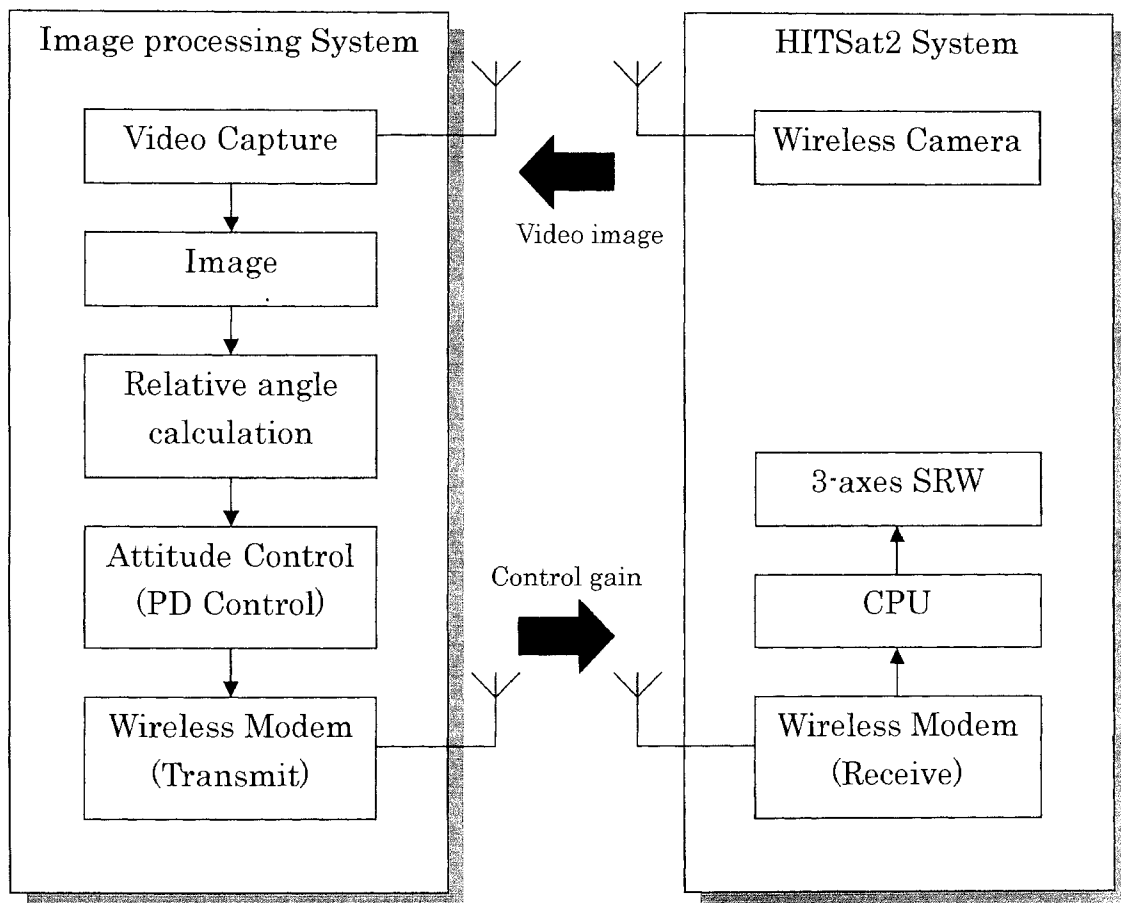 Image processing System
Video Capture
Image
Relative angle
calculation
Attitude Control
(PD Control)
Wireless Modem
(Transmit)
Video image
Control gain
HITSat2 System
Wireless Camera
3-axes SRW
CPU
Wireless Modem
(Receive)